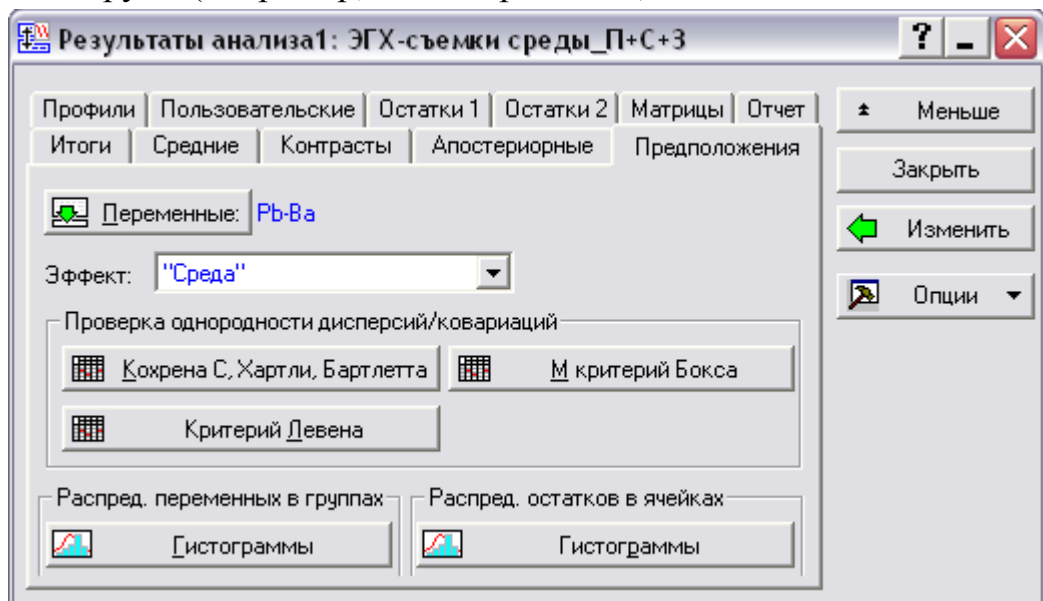 Результаты анализа1: ЭГХ-съемки среды_П+С+З
Профили Пользовательские Остатки 1 Остатки 2 Матрицы Отчет
Итоги Средние Контрасты Апостериорные Предположения
Переменные: Pb-Ba
Эффект: "Среда"
Проверка однородности дисперсий/ковариаций
Кохрена С, Хартли, Бартлетта М критерий Бокса
Критерий Левена
Распред. переменных в группах Распред. остатков в ячейках
Гистограммы Гистограммы
Меньше
Закрыть
Изменить
Опции